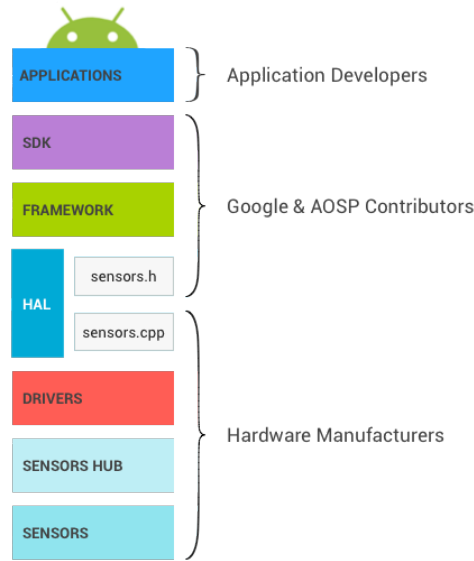 APPLICATIONS
Application Developers
SDK
FRAMEWORK
Google & AOSP Contributors
HAL
sensors.h
sensors.cpp
DRIVERS
Hardware Manufacturers
SENSORS HUB
SENSORS